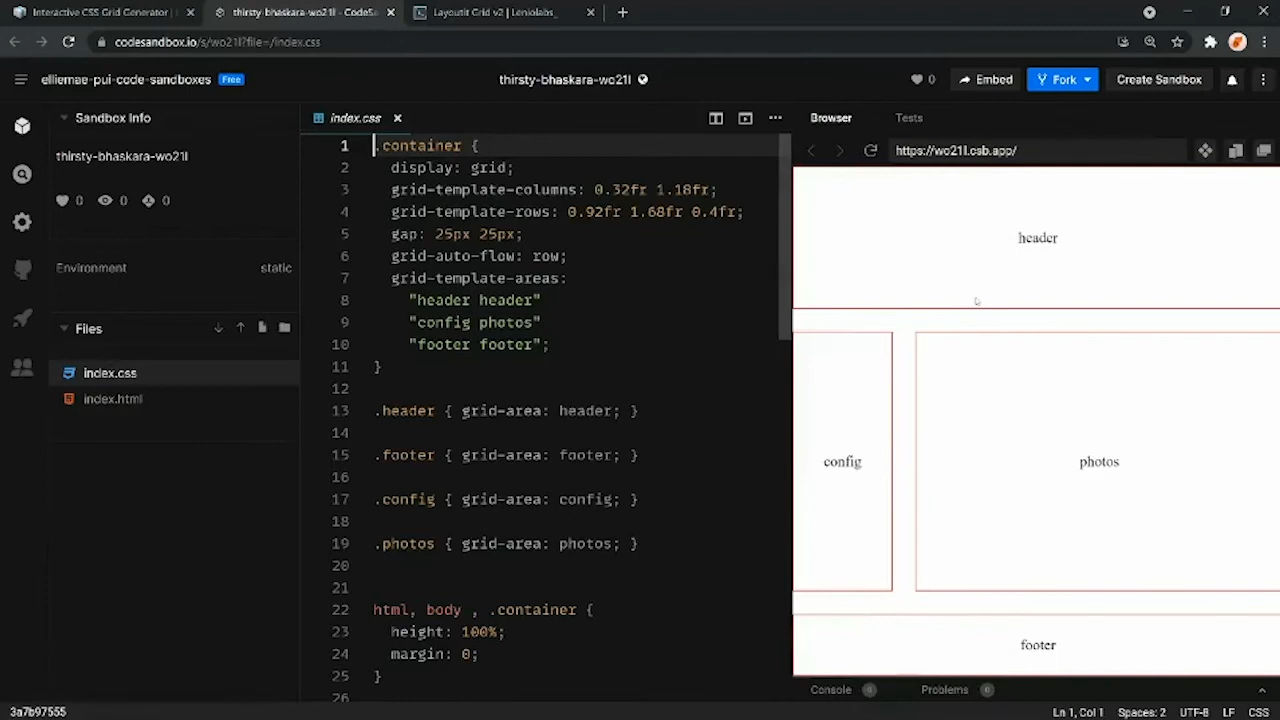 Interactive CSS Grid Generator |
thirsty-bhaskara-wo21l - CodeSa
Layoutit Grid v2 | Leniolabs_
codesandbox.io/s/wo21l?file=/index.css
elliemae-pui-code-sandboxes Free
thirsty-bhaskara-wo21l
0
Embed
Fork
Create Sandbox
Sandbox Info
thirsty-bhaskara-wo21l
0 0 0
Environment static
Files
index.css
index.html
index.css
1 .container {
2 display: grid;
3 grid-template-columns: 0.32fr 1.18fr;
4 grid-template-rows: 0.92fr 1.68fr 0.4fr;
5 gap: 25px 25px;
6 grid-auto-flow: row;
7 grid-template-areas:
8 "header header"
9 "config photos"
10 "footer footer";
11 }
12
13 .header { grid-area: header; }
14
15 .footer { grid-area: footer; }
16
17 .config { grid-area: config; }
18
19 .photos { grid-area: photos; }
20
21
22 html, body , .container {
23 height: 100%;
24 margin: 0;
25 }
26
Browser Tests
https://wo21l.csb.app/
header
config
photos
footer
Console 0 Problems 0
3a7b97555
Ln 1, Col 1 Spaces: 2 UTF-8 LF CSS